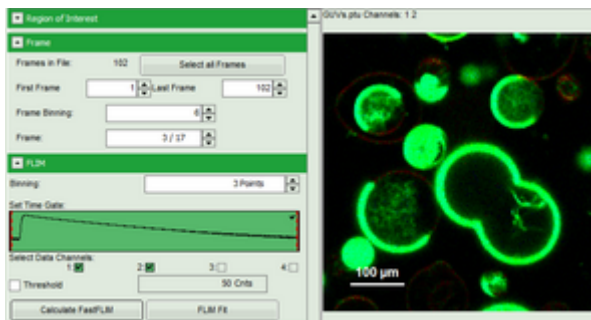 Region of Interest
Frame
Frames in File: 102 Select all Frames
First Frame 1 Last Frame 102
Frame Binning: 6
Frame: 3 / 17
FLIM
Binning: 3 Points
Set Time Gate:
Select Data Channels:
1: 2: 3: 4:
Threshold 50 Cnts
Calculate FastFLIM FLIM Fit
GUVs.ptu Channels: 1 2
100 µm